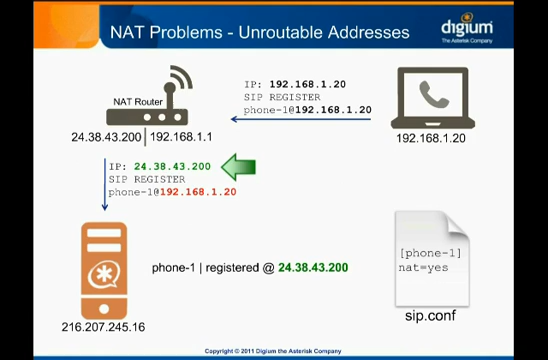 NAT Problems - Unroutable Addresses
digium
The Asterisk Company
NAT Router
24.38.43.200 | 192.168.1.1
IP: 192.168.1.20
SIP REGISTER
phone-1@192.168.1.20
192.168.1.20
IP: 24.38.43.200
SIP REGISTER
phone-1@192.168.1.20
216.207.245.16
phone-1 | registered @ 24.38.43.200
[phone-1]
nat=yes
sip.conf
Copyright © 2011 Digium the Asterisk Company